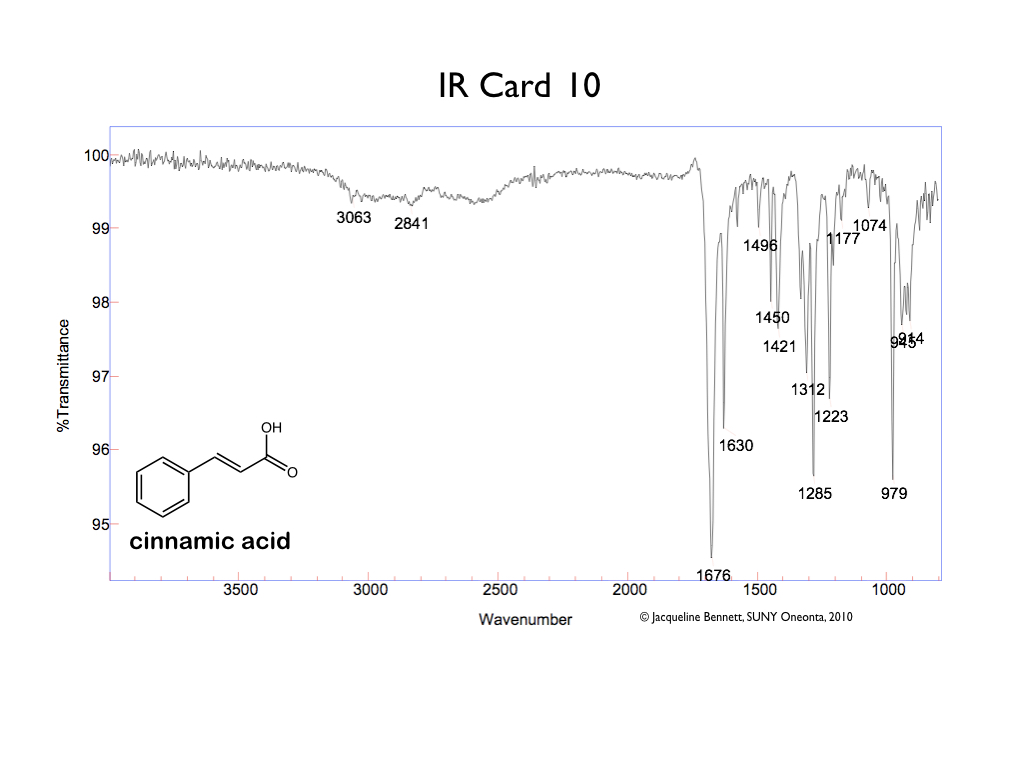 IR Card 10
100
99
98
97
96
95
%Transmittance
3063
2841
1496
1177
1074
1450
1421
945
914
1312
1223
1630
1285
979
1676
OH
O
cinnamic acid
3500 3000 2500 2000 1500 1000
Wavenumber
© Jacqueline Bennett, SUNY Oneonta, 2010